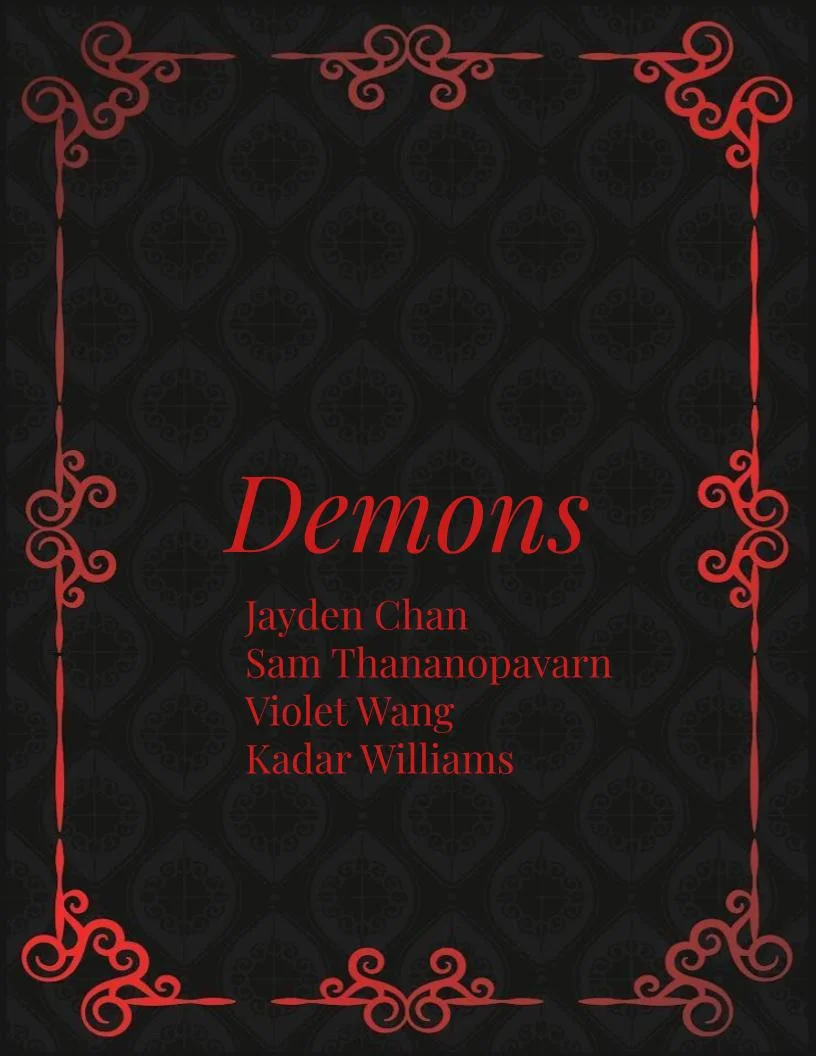 Demons
Jayden Chan
Sam Thananopavarn
Violet Wang
Kadar Williams